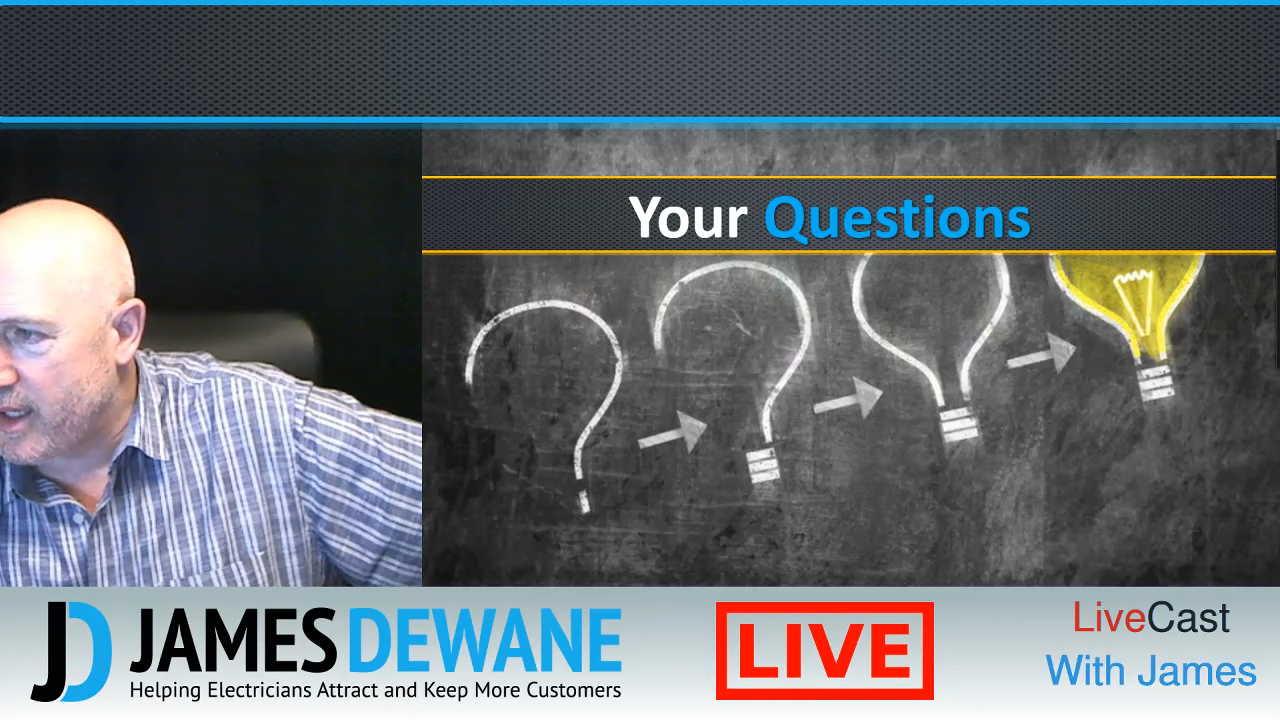 Your Questions
JD JAMES DEWANE
Helping Electricians Attract and Keep More Customers
LIVE
LiveCast
With James